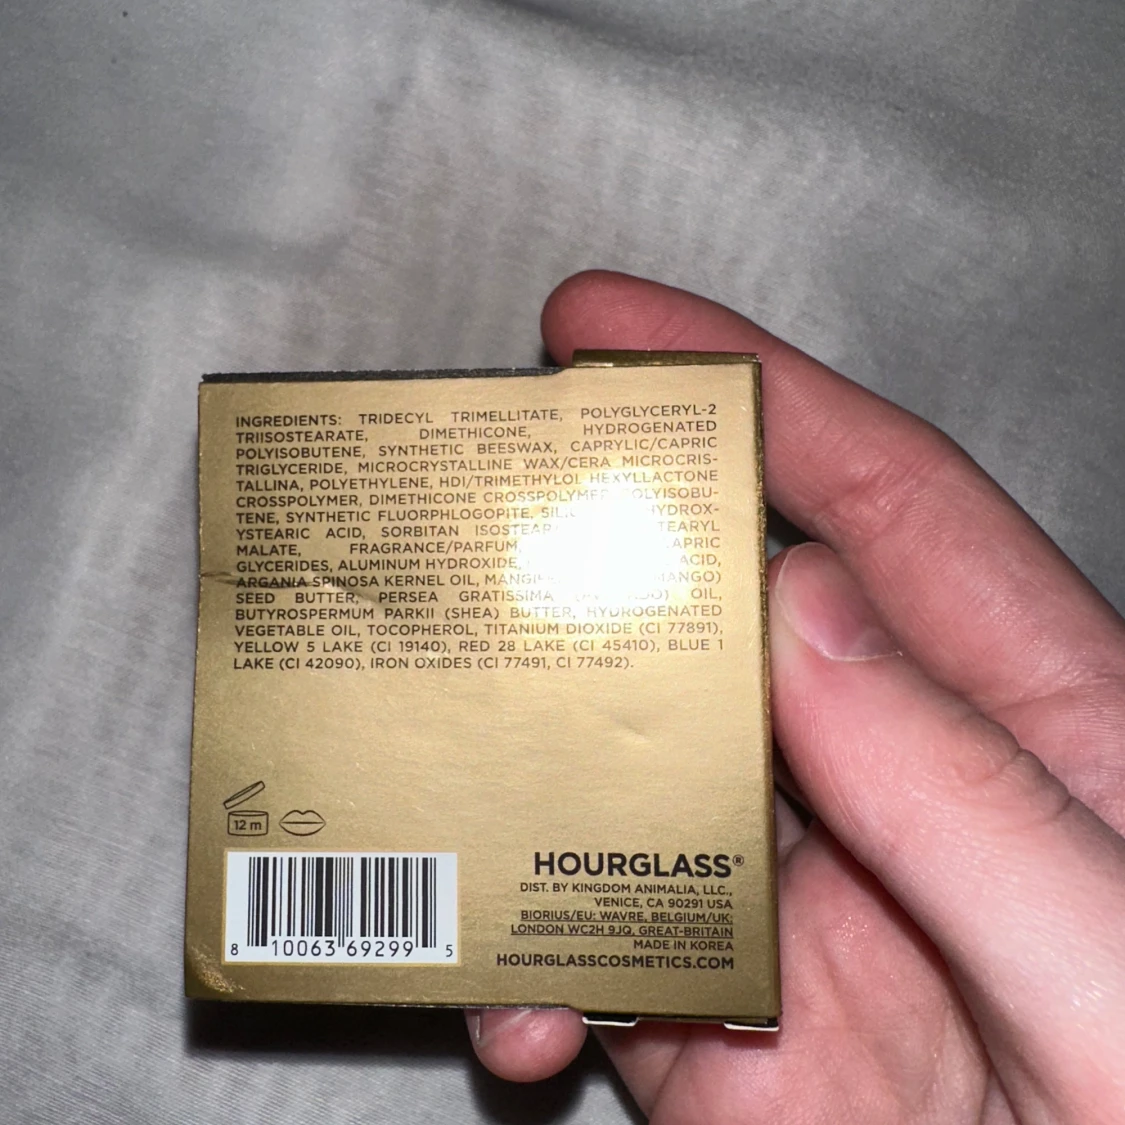 INGREDIENTS: TRIDECYL TRIMELLITATE, POLYGLYCERYL-2
TRIISOSTEARATE, DIMETHICONE, HYDROGENATED
POLYISOBUTENE, SYNTHETIC BEESWAX, CAPRYLIC/CAPRIC
TRIGLYCERIDE, MICROCRYSTALLINE WAX/CERA MICROCRIS-
TALLINA, POLYETHYLENE, HDI/TRIMETHYLOL HEXYLLACTONE
CROSSPOLYMER, DIMETHICONE CROSSPOLYMER,
TENE, SYNTHETIC FLUORPHLOGOPITE,
YSTEARIC ACID, SORBITAN
MALATE, FRAGRANCE/PARFUM,
GLYCERIDES, ALUMINUM HYDROXIDE, ACID,
ARGANIA SPINOSA KERNEL OIL,
SEED BUTTER, PERSEA GRATISSIMA OIL,
BUTYROSPERMUM PARKII (SHEA) BUTTER, HYDROGENATED
VEGETABLE OIL, TOCOPHEROL, TITANIUM DIOXIDE (CI 77891),
YELLOW 5 LAKE (CI 19140), RED 28 LAKE (CI 45410), BLUE 1
LAKE (CI 42090), IRON OXIDES (CI 77491, CI 77492).
12 m
8 10063 69299 5
HOURGLASS®
DIST. BY KINGDOM ANIMALIA, LLC.,
VENICE, CA 90291 USA
BIORIUS/EU: WAVRE, BELGIUM/UK:
LONDON WC2H 9JQ, GREAT-BRITAIN
MADE IN KOREA
HOURGLASSCOSMETICS.COM